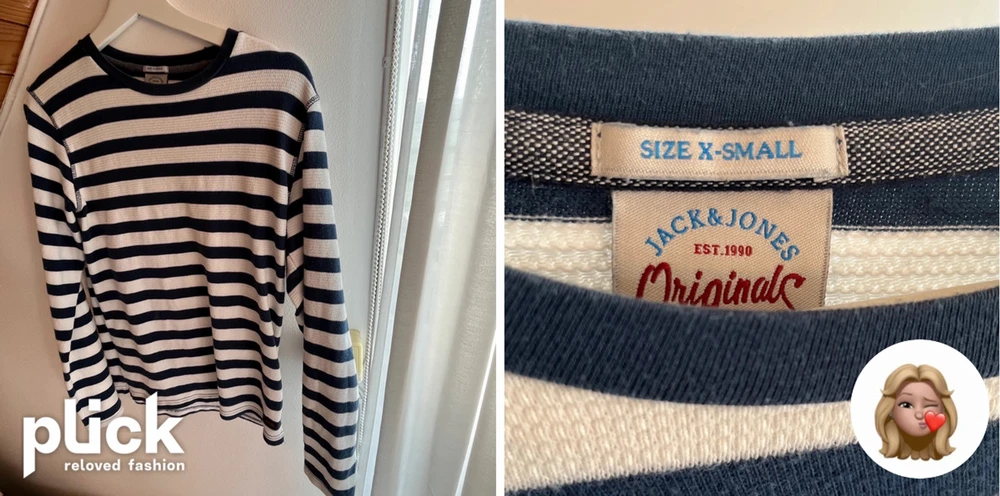 plick
reloved fashion
SIZE X-SMALL
JACK&JONES
EST.1990
Originals